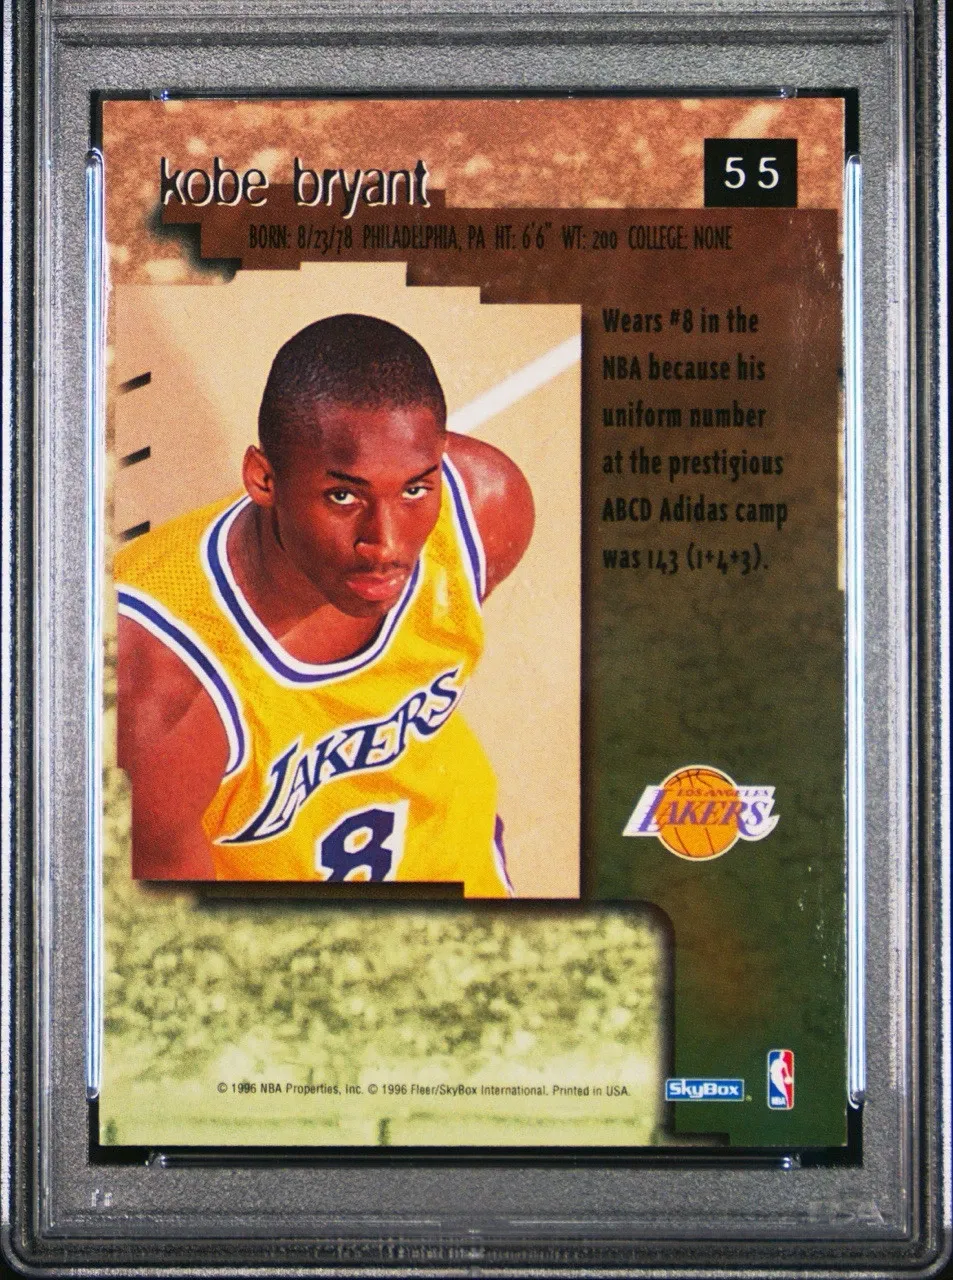 kobe bryant
55
BORN: 8/23/78 PHILADELPHIA, PA HT: 6'6" WT: 200 COLLEGE: NONE
Wears #8 in the
NBA because his
uniform number
at the prestigious
ABCD Adidas camp
was 143 (1+4+3).
LAKERS
8
LOS ANGELES
LAKERS
© 1996 NBA Properties, Inc. © 1996 Fleer/SkyBox International. Printed in USA.
SkyBox
NBA